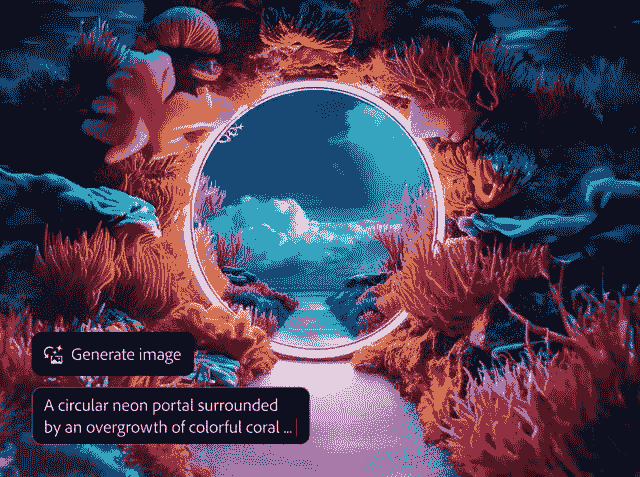 Generate image
A circular neon portal surrounded
by an overgrowth of colorful coral ...